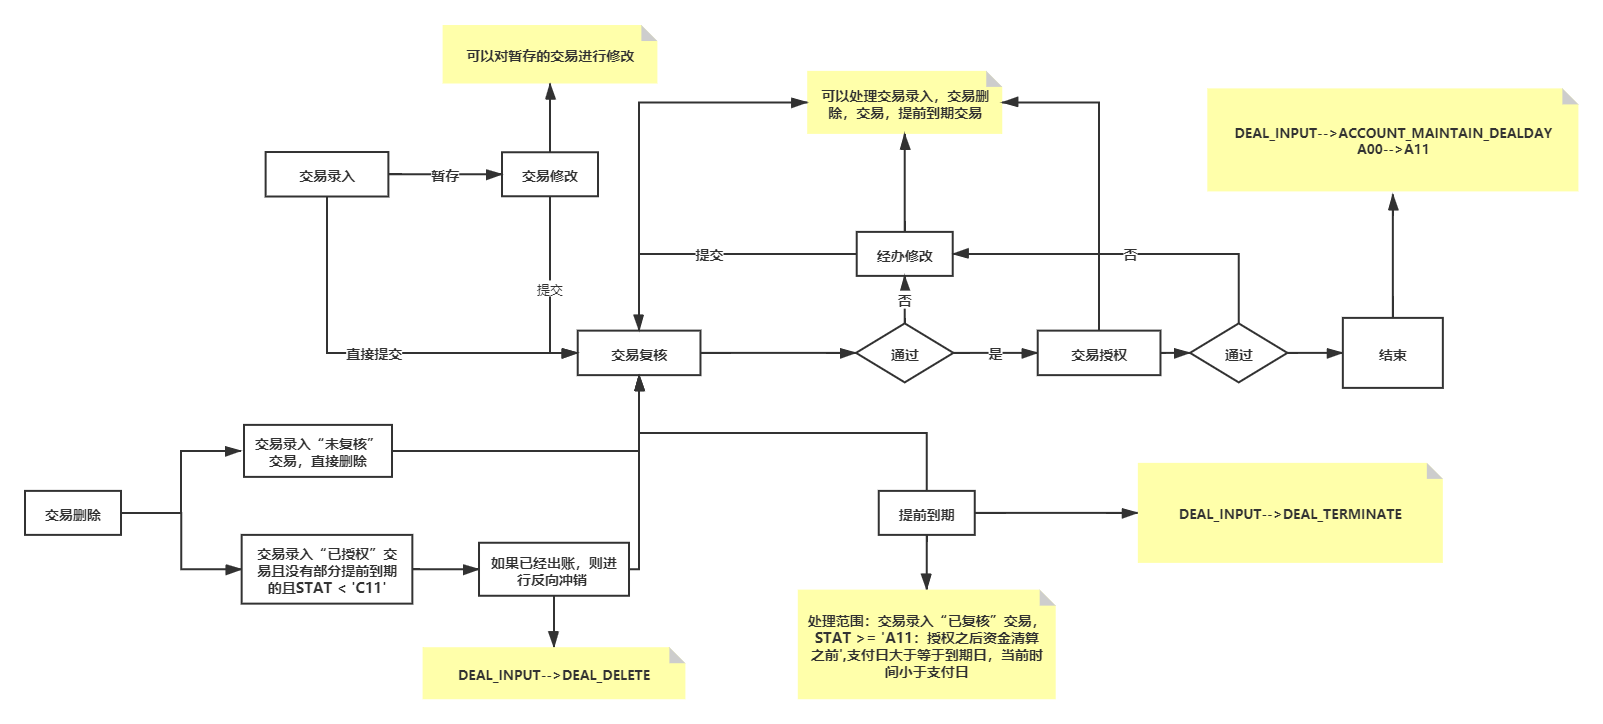 可以对暂存的交易进行修改
可以处理交易录入，交易删
除，交易，提前到期交易
DEAL_INPUT-->ACCOUNT_MAINTAIN_DEALDAY
A00-->A11
交易录入
暂存
交易修改
提交
经办修改
否
提交
否
直接提交
交易复核
通过
是
交易授权
通过
结束
交易录入“未复核”
交易，直接删除
交易删除
提前到期
DEAL_INPUT-->DEAL_TERMINATE
交易录入“已授权”交
易且没有部分提前到期
的且STAT < 'C11'
如果已经出账，则进
行反向冲销
处理范围：交易录入“已复核”交易，
STAT >= 'A11：授权之后资金清算
之前',支付日大于等于到期日，当前时
间小于支付日
DEAL_INPUT-->DEAL_DELETE